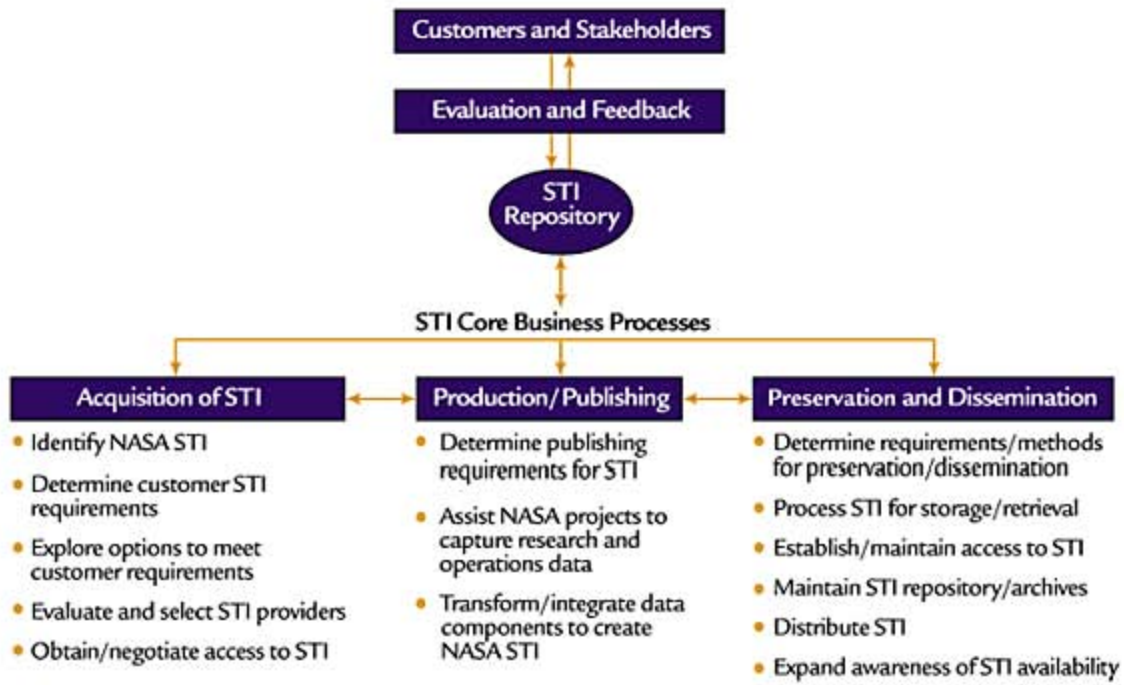 Customers and Stakeholders
Evaluation and Feedback
STI
Repository
STI Core Business Processes
Acquisition of STI
• Identify NASA STI
• Determine customer STI
requirements
• Explore options to meet
customer requirements
• Evaluate and select STI providers
• Obtain/negotiate access to STI
Production/Publishing
• Determine publishing
requirements for STI
• Assist NASA projects to
capture research and
operations data
• Transform/integrate data
components to create
NASA STI
Preservation and Dissemination
• Determine requirements/methods
for preservation/dissemination
• Process STI for storage/retrieval
• Establish/maintain access to STI
• Maintain STI repository/archives
• Distribute STI
• Expand awareness of STI availability